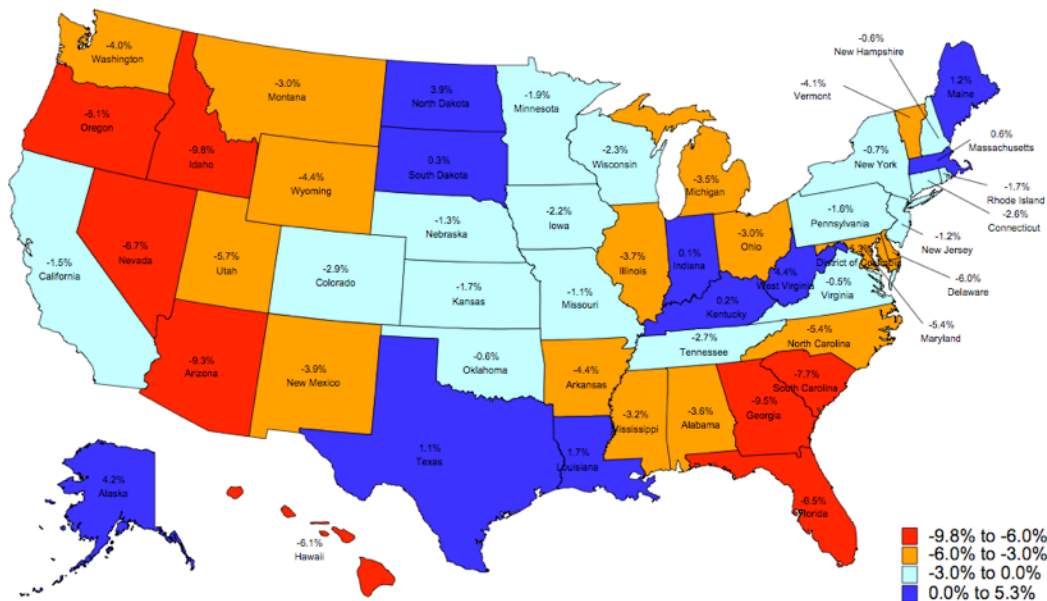 -4.0%
Washington
-8.1%
Oregon
-1.5%
California
-6.7%
Nevada
-9.8%
Idaho
-3.0%
Montana
-4.4%
Wyoming
-5.7%
Utah
-9.3%
Arizona
-2.9%
Colorado
-3.9%
New Mexico
3.9%
North Dakota
0.3%
South Dakota
-1.3%
Nebraska
-1.7%
Kansas
-0.6%
Oklahoma
1.1%
Texas
-1.9%
Minnesota
-2.2%
Iowa
-1.1%
Missouri
-4.4%
Arkansas
1.7%
Louisiana
-2.3%
Wisconsin
-3.7%
Illinois
-3.5%
Michigan
0.1%
Indiana
-3.0%
Ohio
0.2%
Kentucky
-2.7%
Tennessee
-3.2%
Mississippi
-3.6%
Alabama
-9.5%
Georgia
-6.5%
Florida
-7.7%
South Carolina
-5.4%
North Carolina
-0.5%
Virginia
4.4%
West Virginia
District of Columbia
-1.6%
Pennsylvania
-0.7%
New York
-4.1%
Vermont
-0.6%
New Hampshire
1.2%
Maine
0.6%
Massachusetts
-1.7%
Rhode Island
-2.6%
Connecticut
-1.2%
New Jersey
-6.0%
Delaware
-5.4%
Maryland
4.2%
Alaska
-6.1%
Hawaii
-9.8% to -6.0%
-6.0% to -3.0%
-3.0% to 0.0%
0.0% to 5.3%